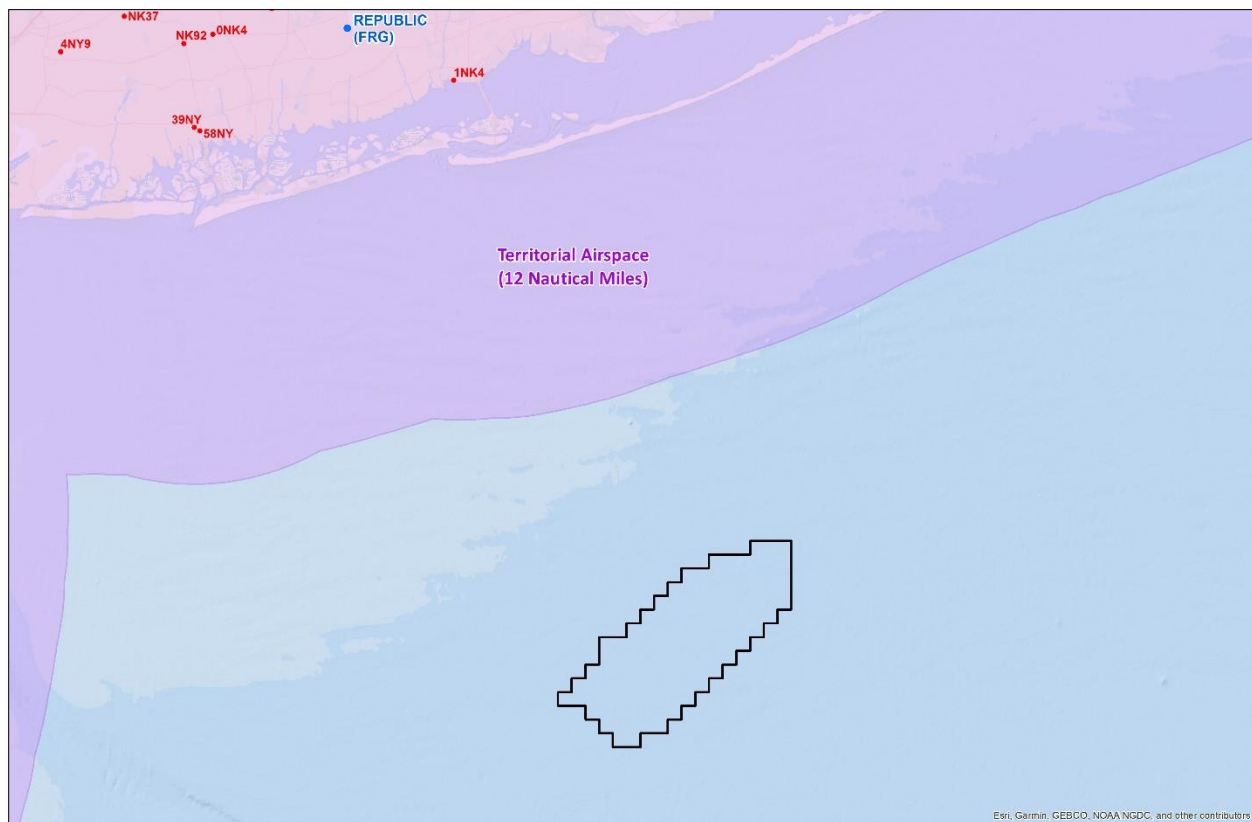 NK37
REPUBLIC
(FRG)
0NK4
NK92
4NY9
1NK4
39NY
58NY
Territorial Airspace
(12 Nautical Miles)
Esri, Garmin, GEBCO, NOAA NGDC, and other contributors